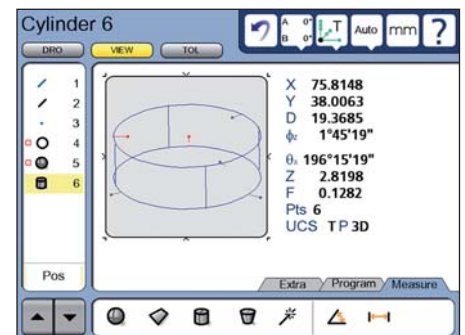 Cylinder 6
A 0°
B 0°
T
Auto
mm
?
DRO
VIEW
TOL
1
2
3
4
5
6
X 75.8148
Y 38.0063
D 19.3685
ϕz 1°45'19"
θx 196°15'19"
Z 2.8198
F 0.1282
Pts 6
UCS T P 3D
Pos
Extra
Program
Measure